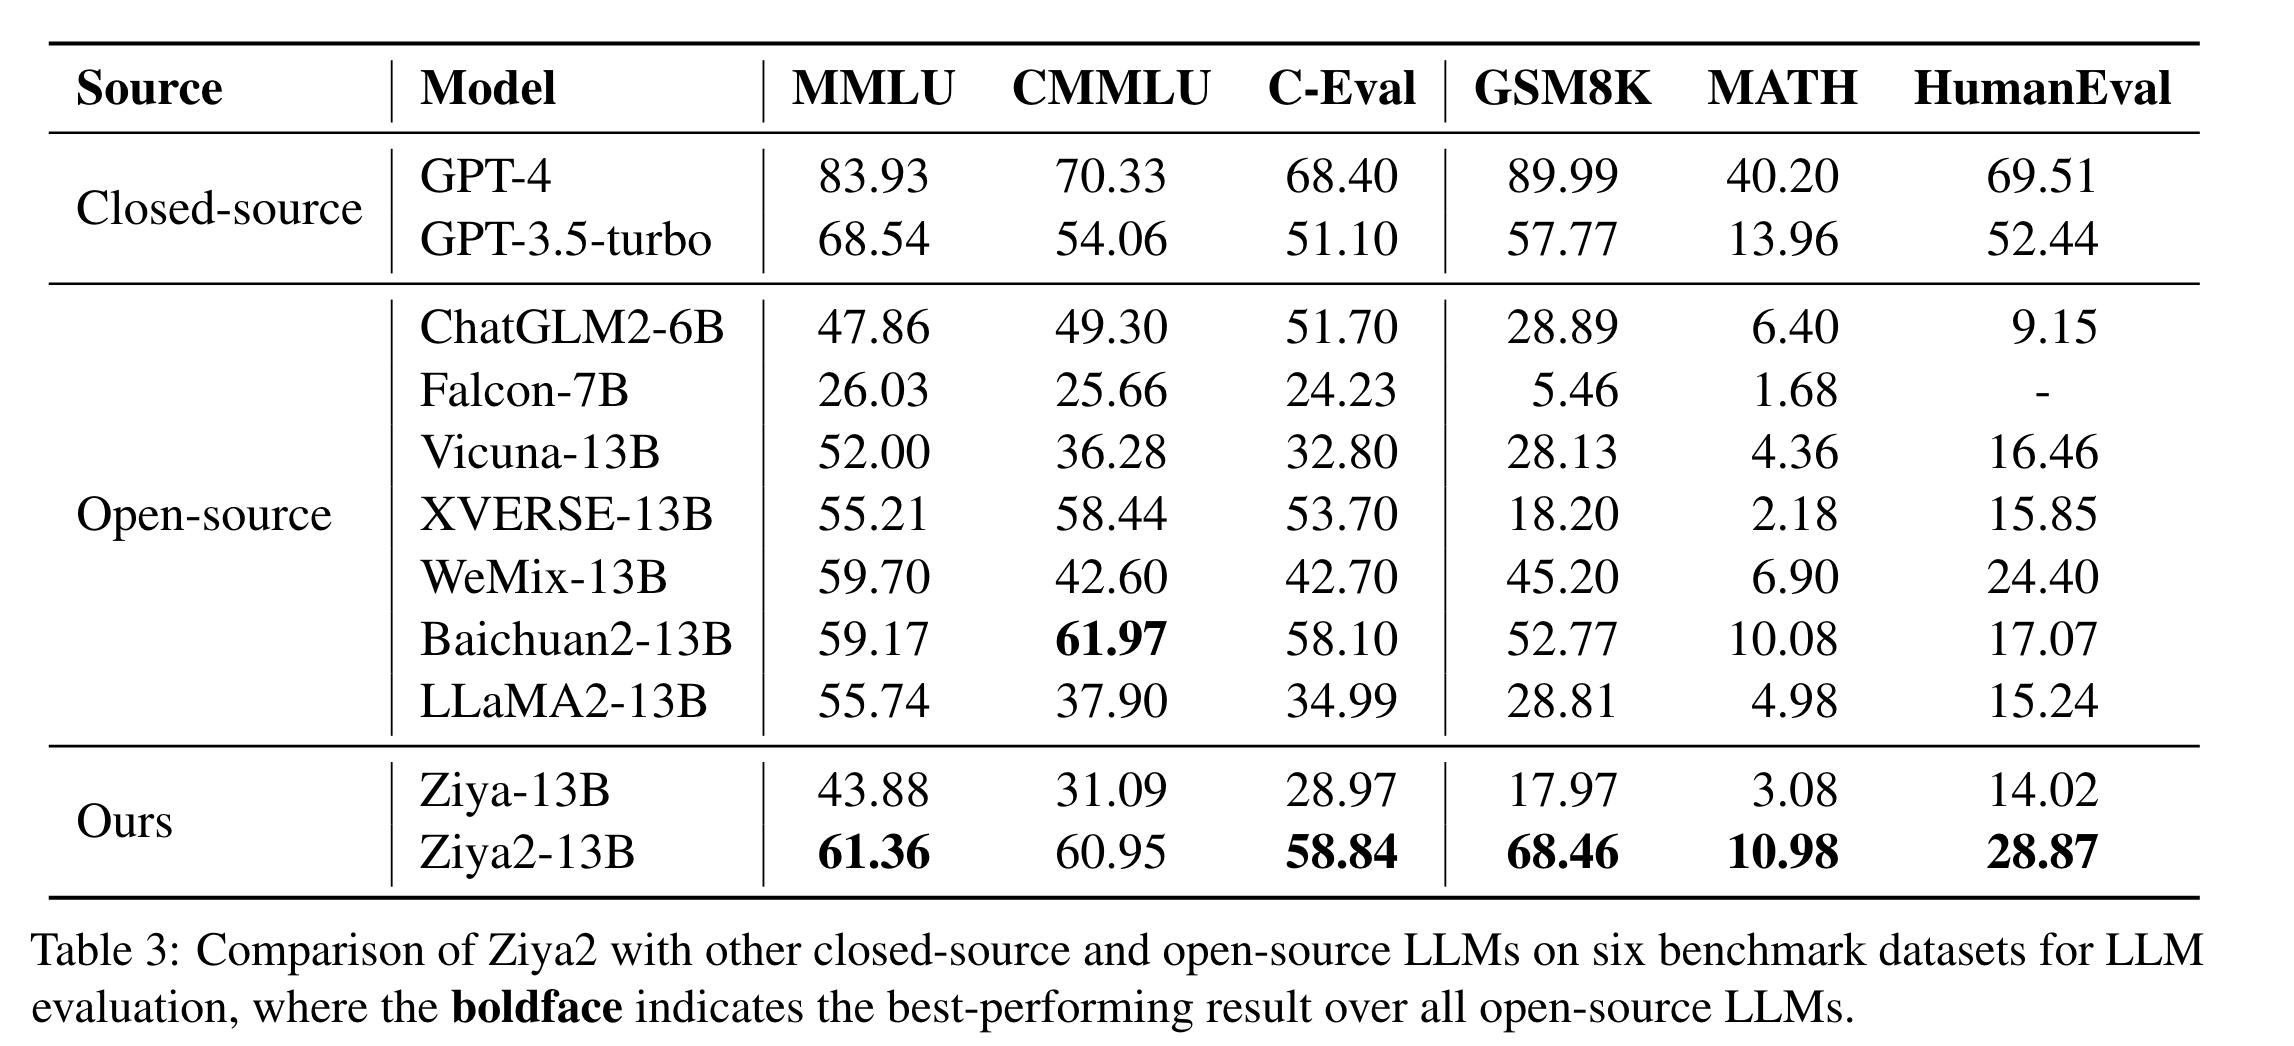 Source Model MMLU CMMLU C-Eval GSM8K MATH HumanEval
Closed-source
GPT-4 83.93 70.33 68.40 89.99 40.20 69.51
GPT-3.5-turbo 68.54 54.06 51.10 57.77 13.96 52.44
Open-source
ChatGLM2-6B 47.86 49.30 51.70 28.89 6.40 9.15
Falcon-7B 26.03 25.66 24.23 5.46 1.68 -
Vicuna-13B 52.00 36.28 32.80 28.13 4.36 16.46
XVERSE-13B 55.21 58.44 53.70 18.20 2.18 15.85
WeMix-13B 59.70 42.60 42.70 45.20 6.90 24.40
Baichuan2-13B 59.17 61.97 58.10 52.77 10.08 17.07
LLaMA2-13B 55.74 37.90 34.99 28.81 4.98 15.24
Ours
Ziya-13B 43.88 31.09 28.97 17.97 3.08 14.02
Ziya2-13B 61.36 60.95 58.84 68.46 10.98 28.87
Table 3: Comparison of Ziya2 with other closed-source and open-source LLMs on six benchmark datasets for LLM
evaluation, where the boldface indicates the best-performing result over all open-source LLMs.